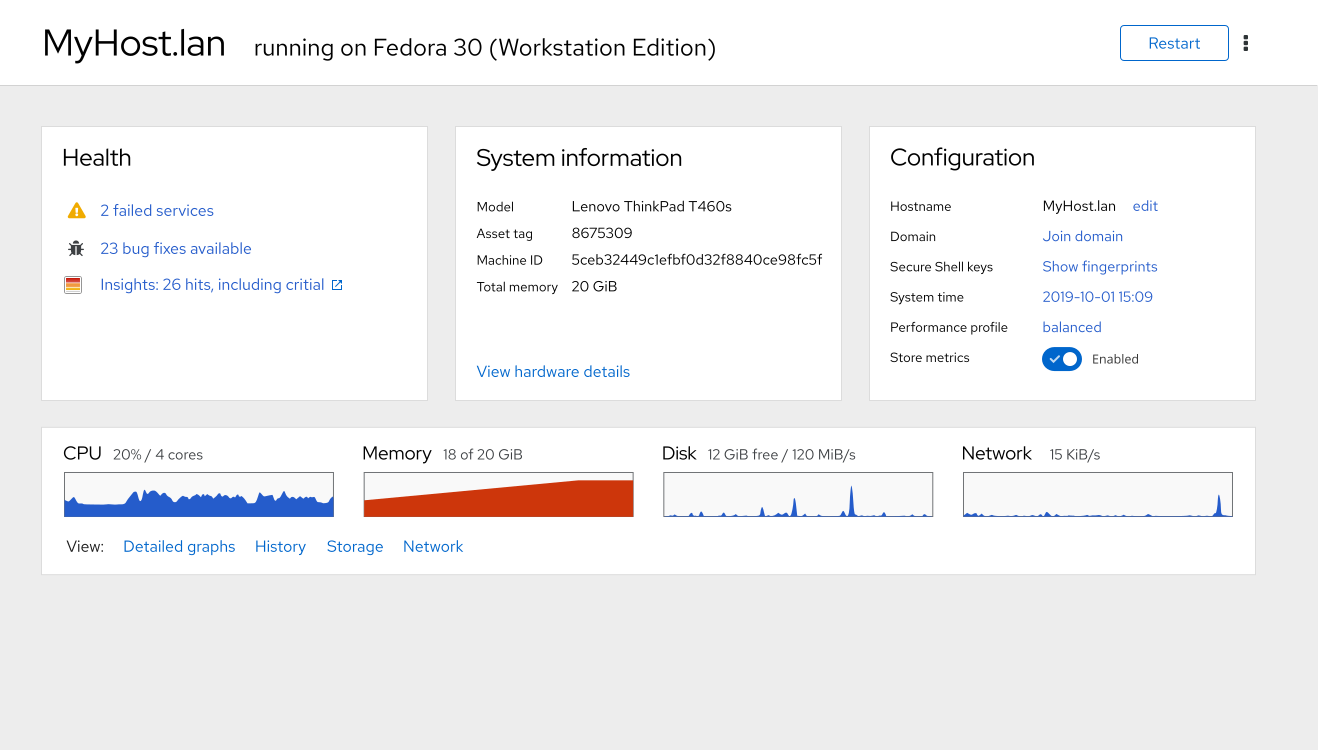 MyHost.lan running on Fedora 30 (Workstation Edition) Restart
Health
2 failed services
23 bug fixes available
Insights: 26 hits, including critial
System information
Model Lenovo ThinkPad T460s
Asset tag 8675309
Machine ID 5ceb32449c1efbf0d32f8840ce98fc5f
Total memory 20 GiB
View hardware details
Configuration
Hostname MyHost.lan edit
Domain Join domain
Secure Shell keys Show fingerprints
System time 2019-10-01 15:09
Performance profile balanced
Store metrics Enabled
CPU 20% / 4 cores
Memory 18 of 20 GiB
Disk 12 GiB free / 120 MiB/s
Network 15 KiB/s
View: Detailed graphs History Storage Network